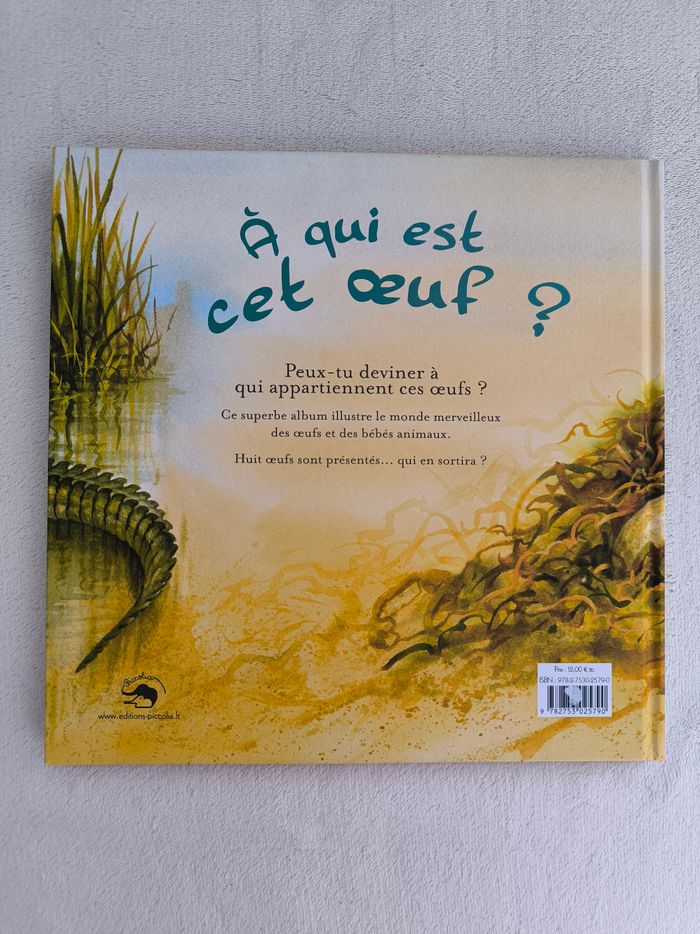 À qui est
cet œuf ?
Peux-tu deviner à
qui appartiennent ces œufs ?
Ce superbe album illustre le monde merveilleux
des œufs et des bébés animaux.
Huit œufs sont présentés... qui en sortira ?
Piccolia
www.editions-piccolia.fr
Prix : 12,00 € ttc
ISBN : 978-2-7530-2579-0
9 782753 025790